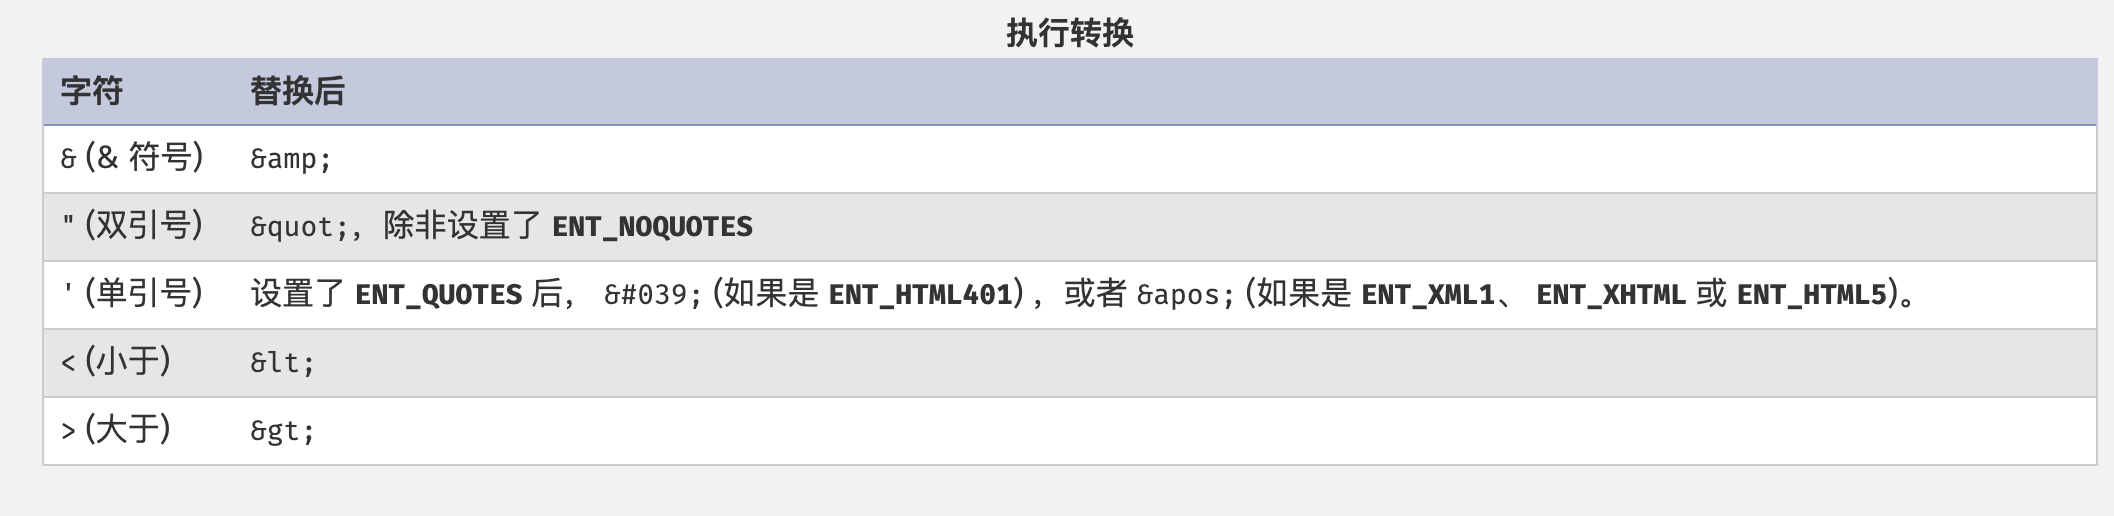 执行转换
字符 替换后
& (& 符号) &amp;
" (双引号) &quot;，除非设置了 ENT_NOQUOTES
' (单引号) 设置了 ENT_QUOTES 后， &#039; (如果是 ENT_HTML401) ，或者 &apos; (如果是 ENT_XML1、 ENT_XHTML 或 ENT_HTML5)。
< (小于) &lt;
> (大于) &gt;